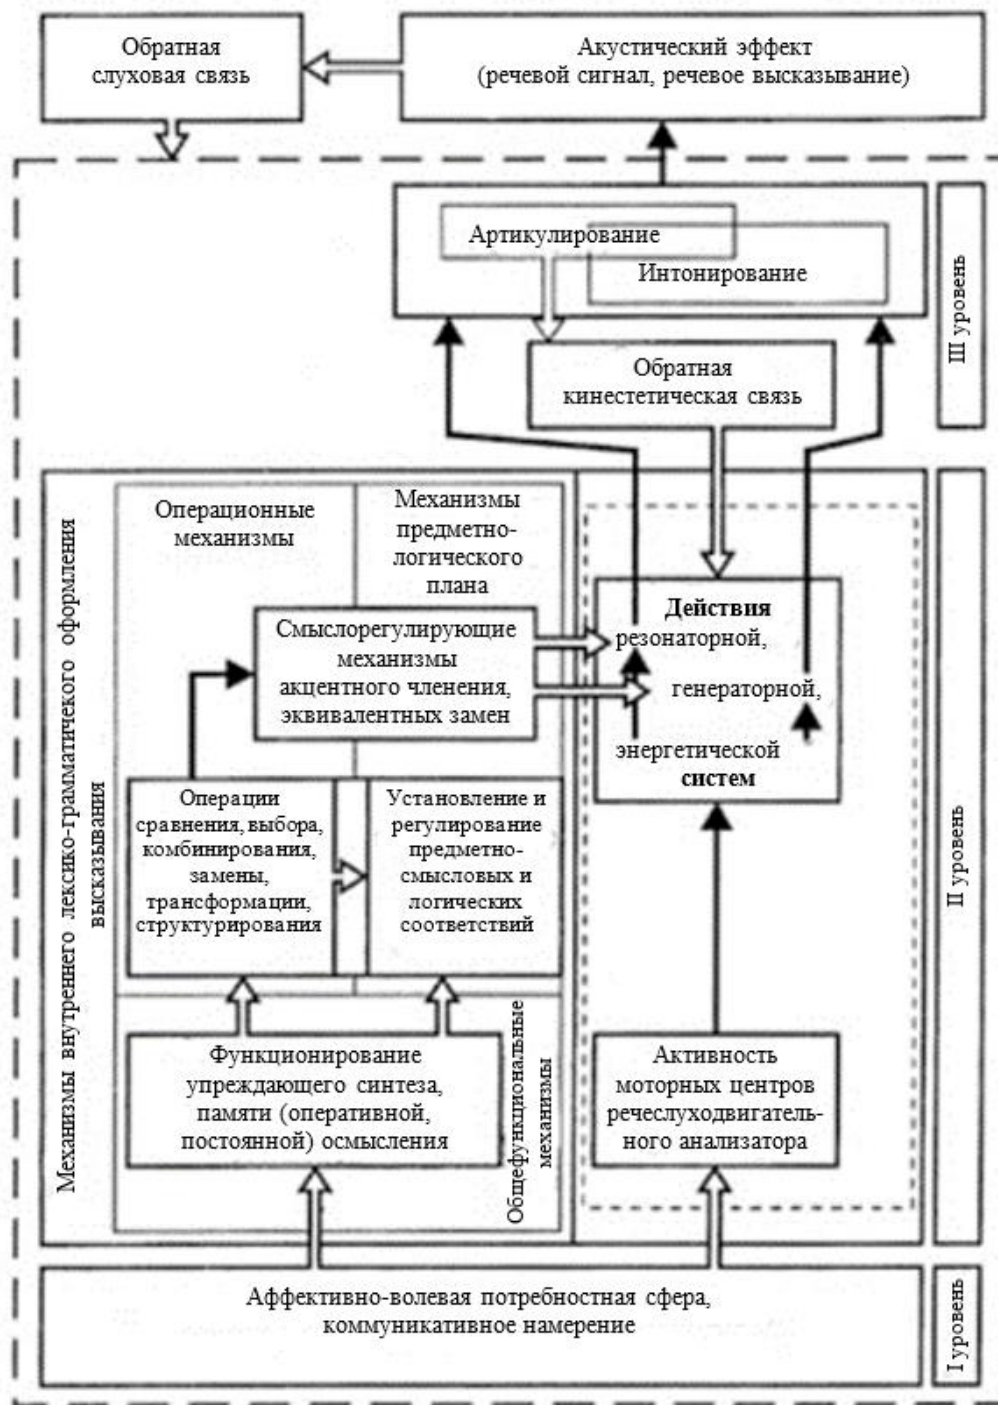 Обратная
слуховая связь
Акустический эффект
(речевой сигнал, речевое высказывание)
Артикулирование
Интонирование
III уровень
Обратная
кинестетическая связь
Механизмы внутреннего лексико-грамматического оформления
высказывания
Операционные
механизмы
Механизмы
предметно-
логического
плана
Смыслорегулирующие
механизмы
акцентного членения,
эквивалентных замен
Действия
резонаторной,
генераторной,
энергетической
систем
Операции
сравнения, выбора,
комбинирования,
замены,
трансформации,
структурирования
Установление и
регулирование
предметно-
смысловых и
логических
соответствий
II уровень
Функционирование
упреждающего синтеза,
памяти (оперативной,
постоянной) осмысления
Общефункциональные
механизмы
Активность
моторных центров
речеслуходвигатель-
ного анализатора
Аффективно-волевая потребностная сфера,
коммуникативное намерение
I уровень